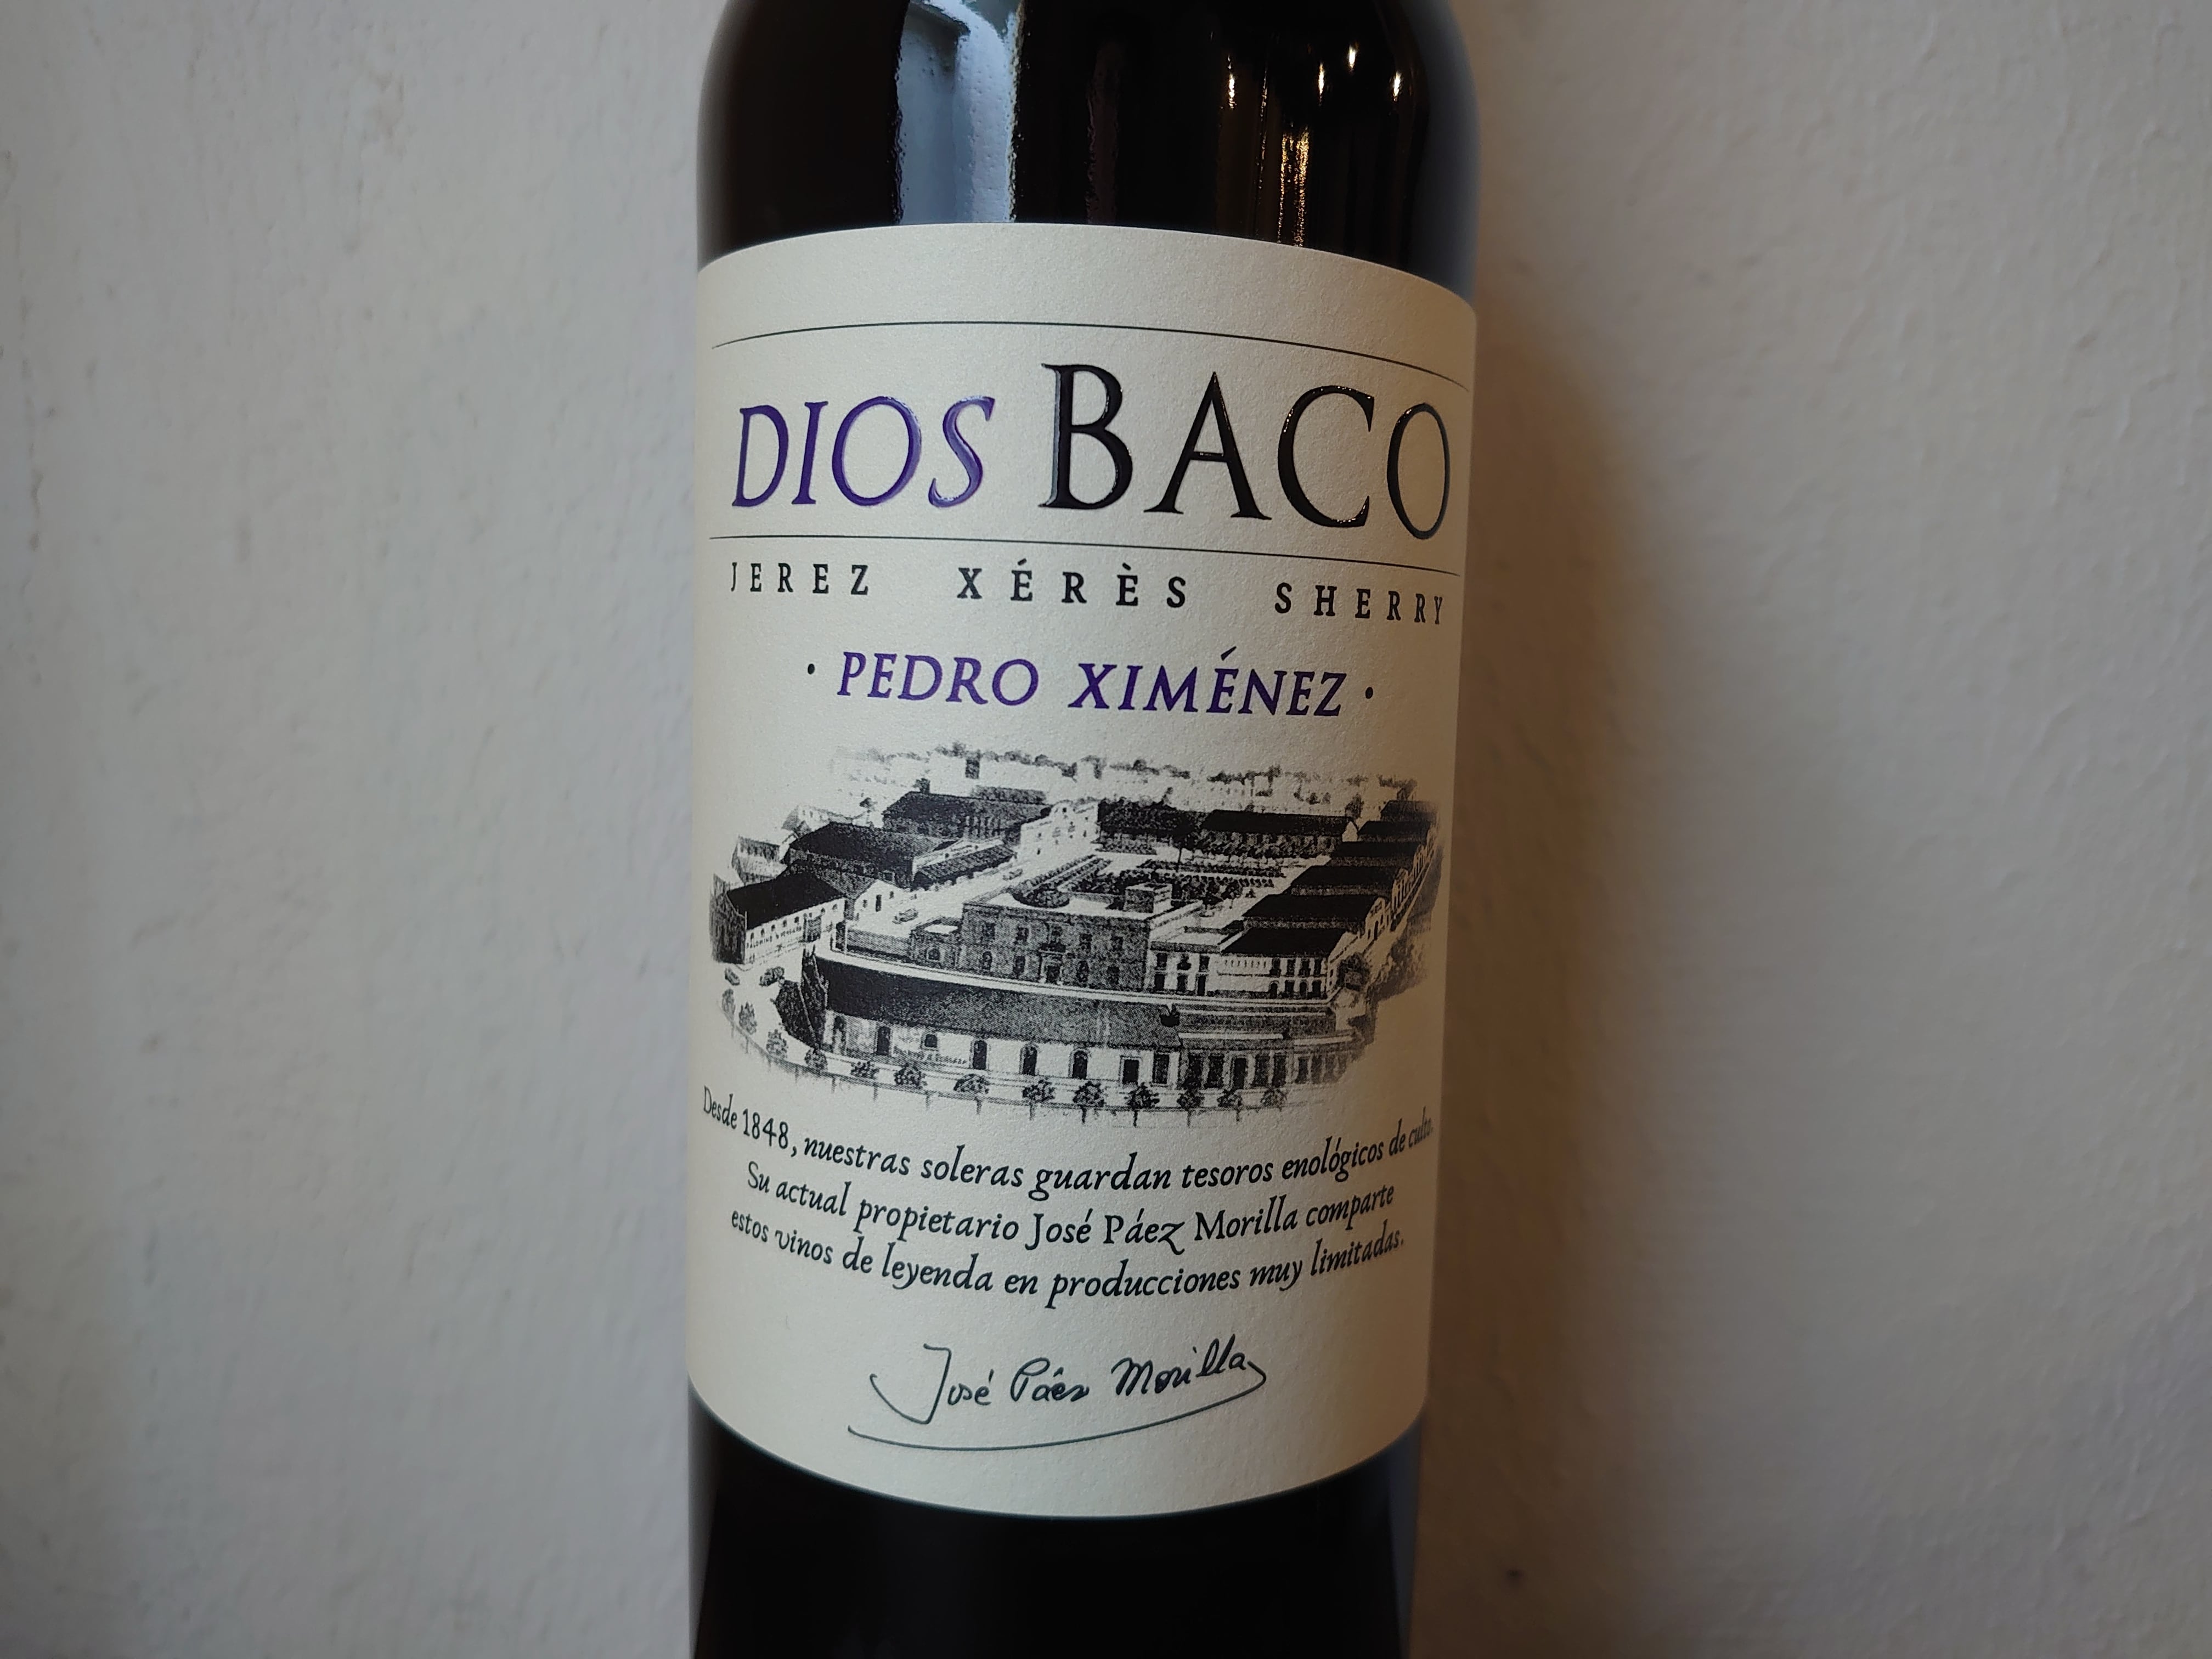 DIOS BACO
JEREZ XÉRÈS SHERRY
· PEDRO XIMÉNEZ ·
Desde 1848, nuestras soleras guardan tesoros enológicos de culto.
Su actual propietario José Páez Morilla comparte
estos vinos de leyenda en producciones muy limitadas.
José Páez Morilla